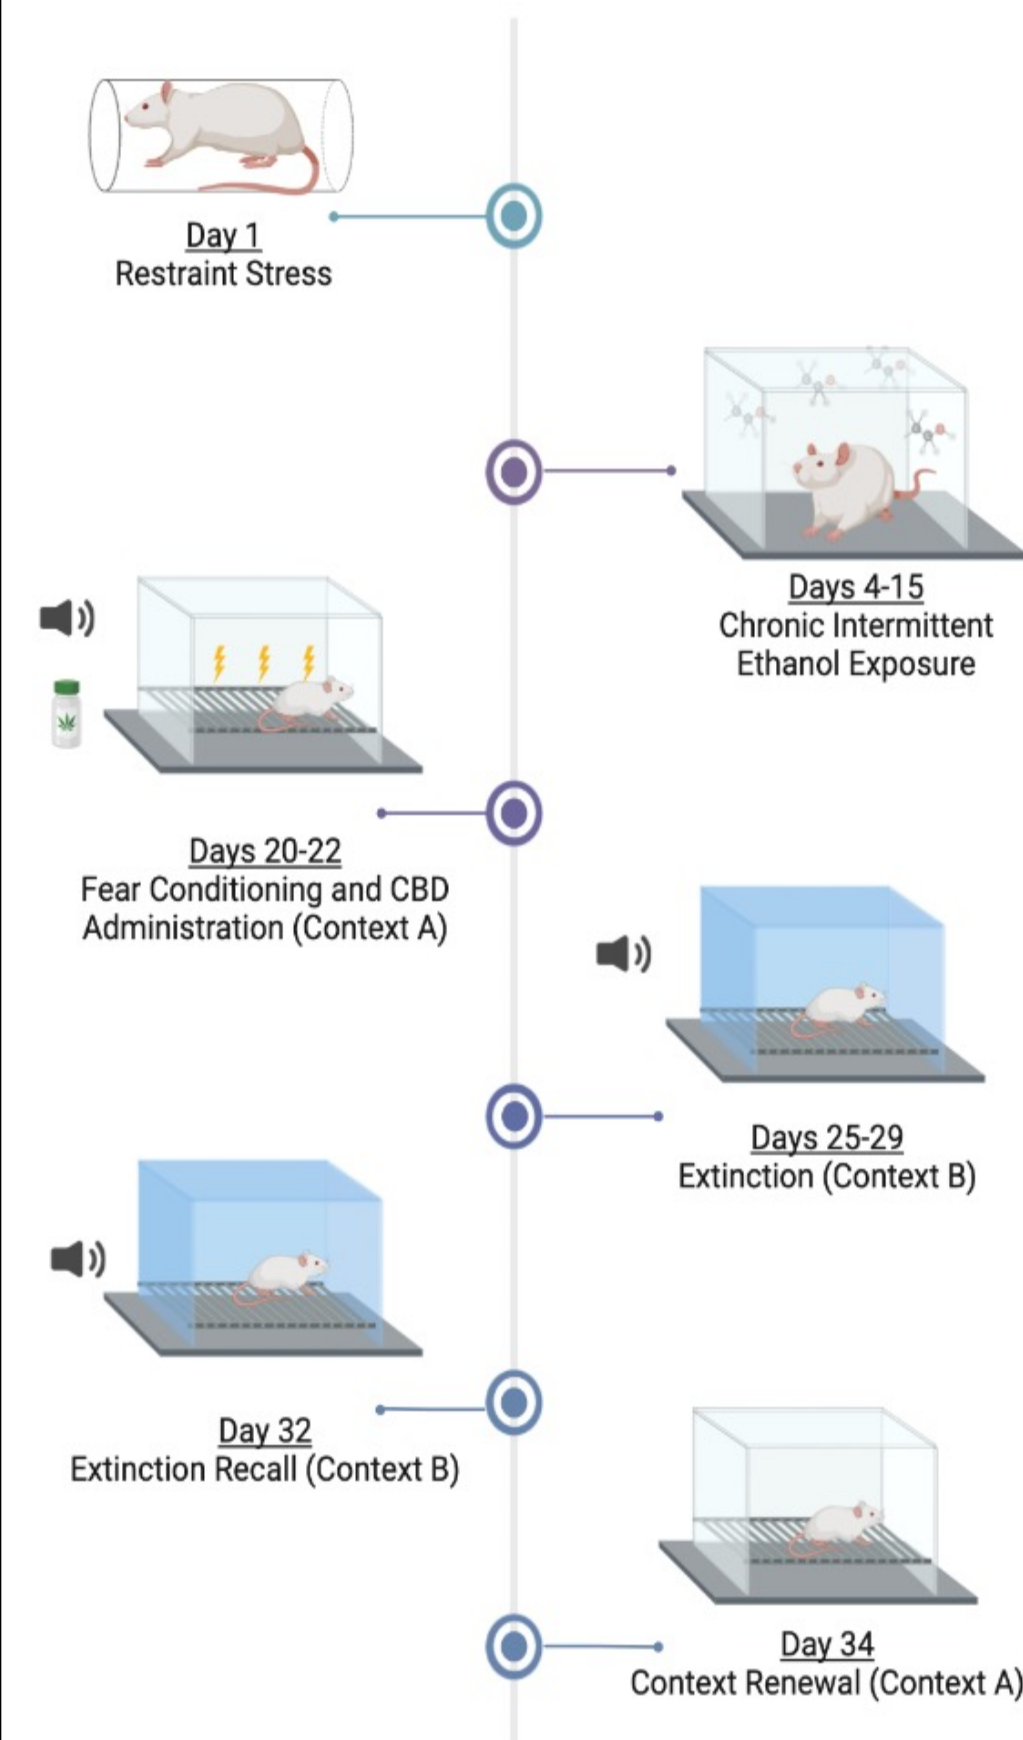 Day 1
Restraint Stress
Days 4-15
Chronic Intermittent
Ethanol Exposure
Days 20-22
Fear Conditioning and CBD
Administration (Context A)
Days 25-29
Extinction (Context B)
Day 32
Extinction Recall (Context B)
Day 34
Context Renewal (Context A)